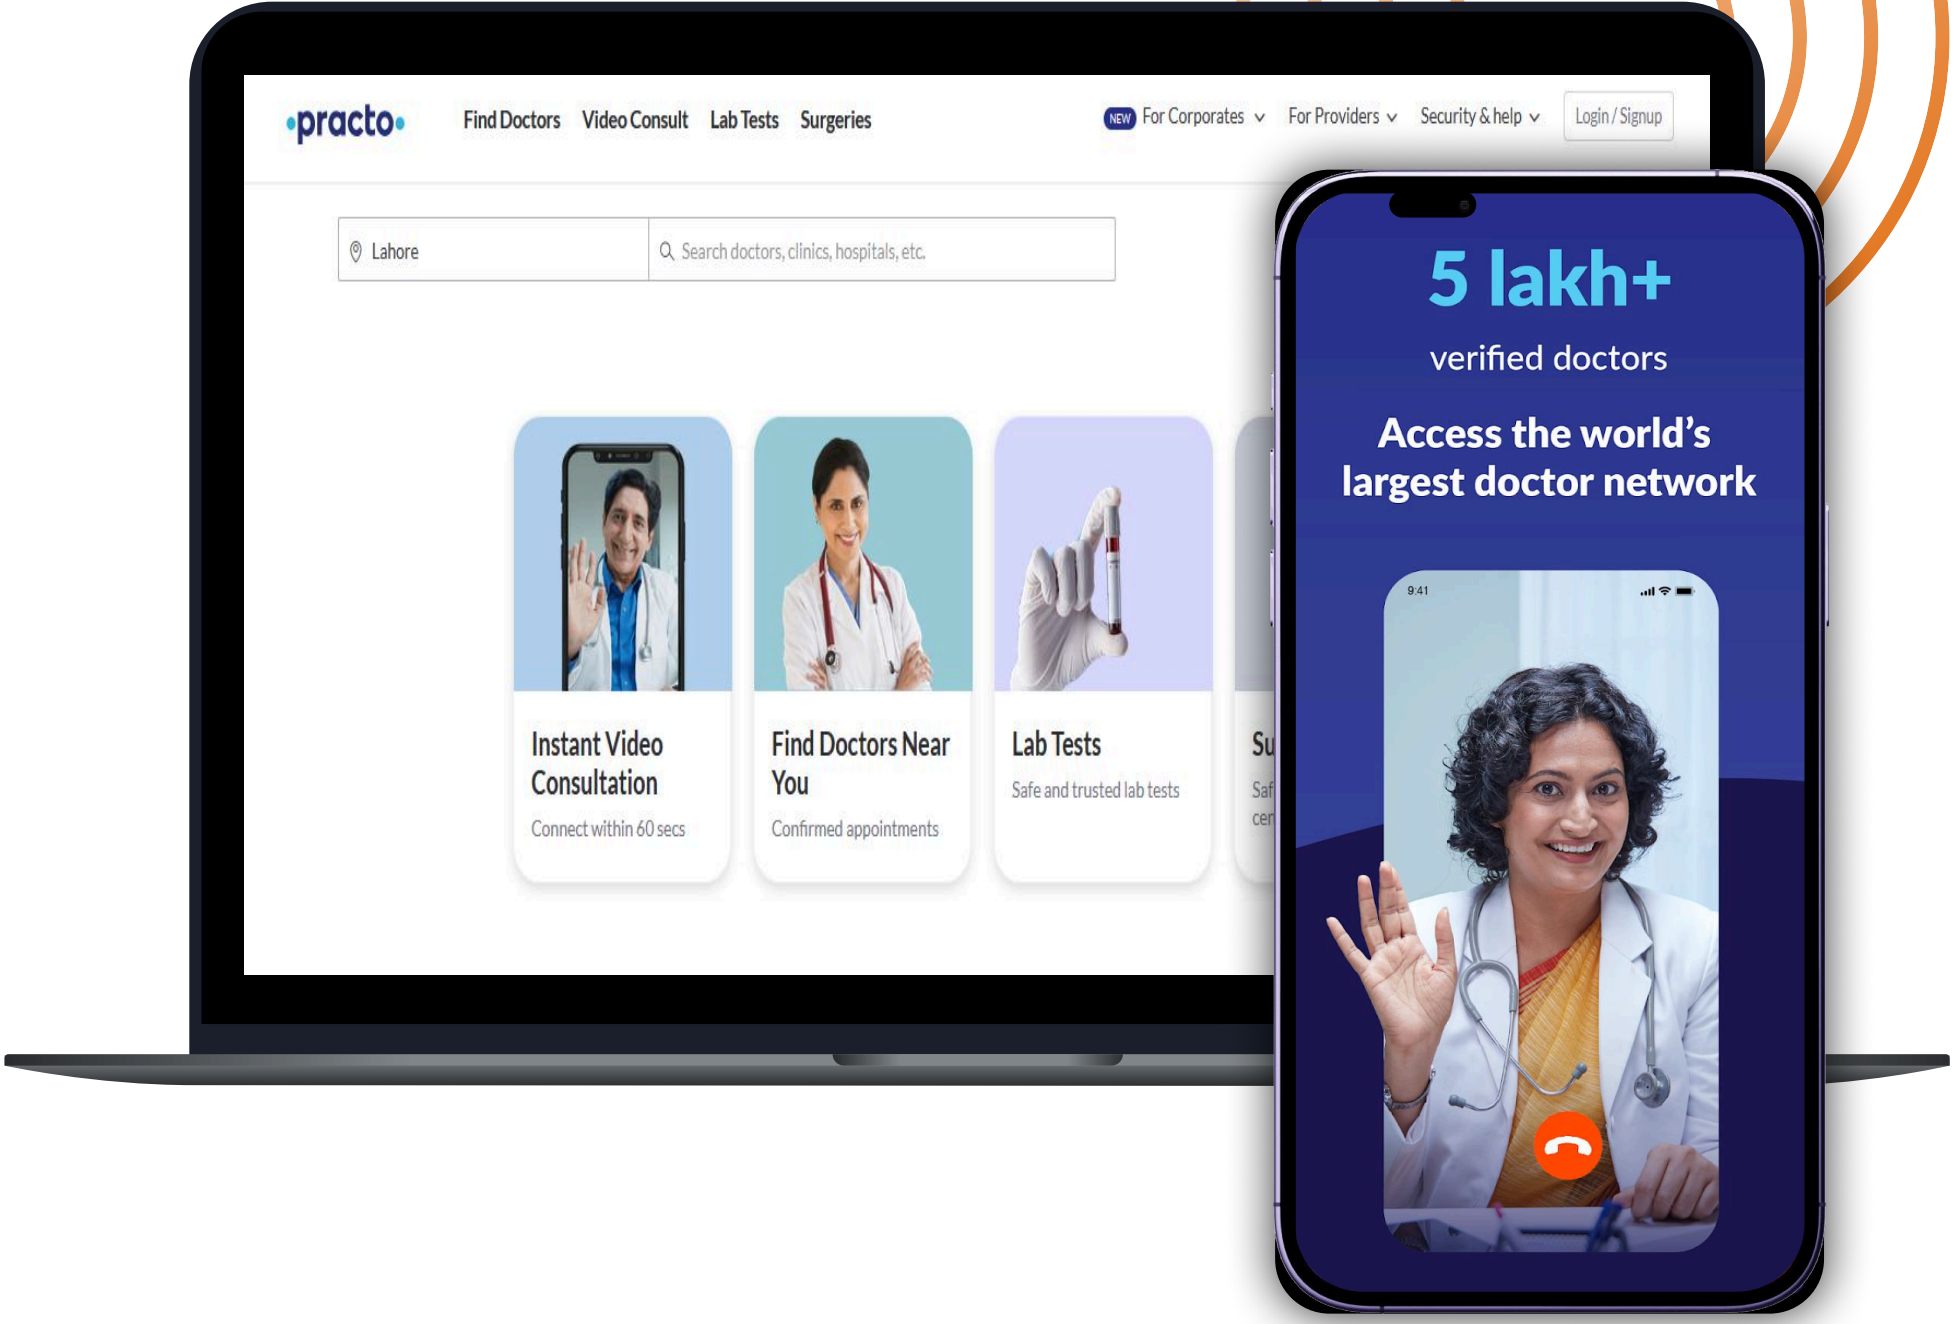 practo
Find Doctors Video Consult Lab Tests Surgeries
NEW For Corporates For Providers Security & help Login / Signup
Lahore
Search doctors, clinics, hospitals, etc.
Instant Video
Consultation
Connect within 60 secs
Find Doctors Near
You
Confirmed appointments
Lab Tests
Safe and trusted lab tests
5 lakh+
verified doctors
Access the world's
largest doctor network
9:41